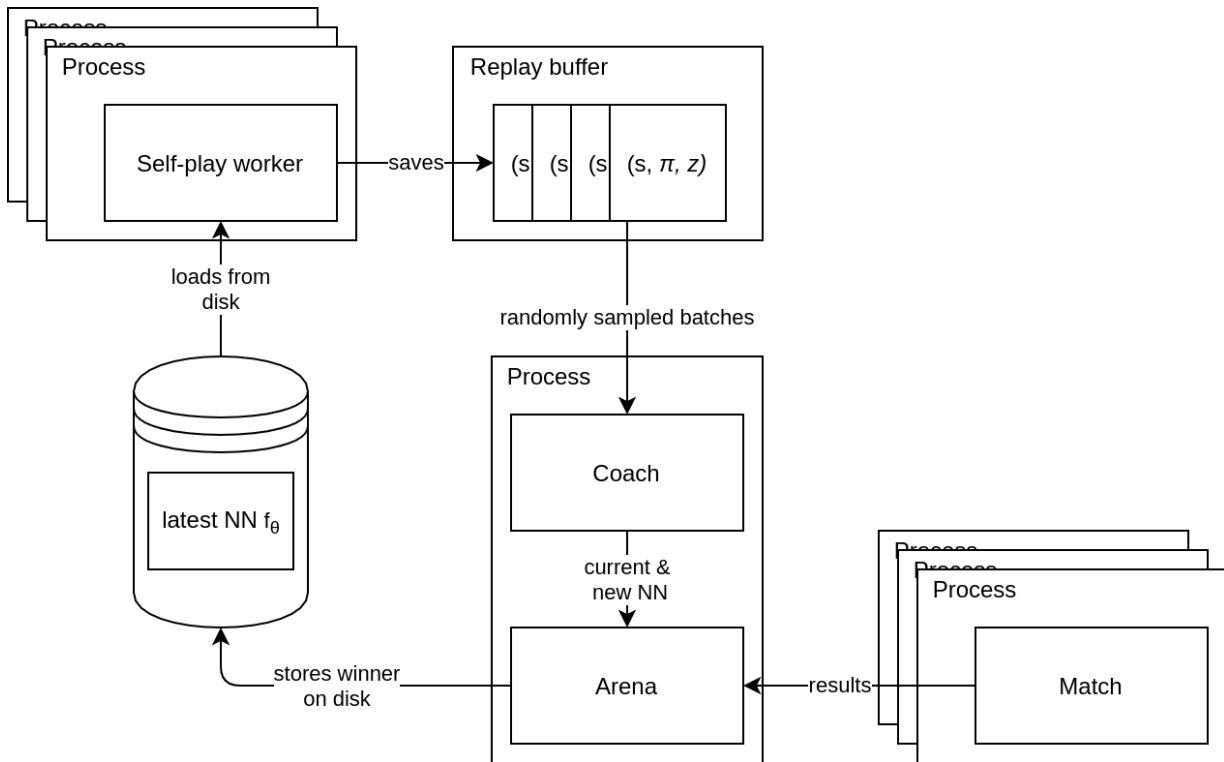 Process
Process
Process
Self-play worker
saves
Replay buffer
(s
(s
(s
(s, π, z)
loads from
disk
randomly sampled batches
latest NN fθ
Process
Coach
current &
new NN
Arena
stores winner
on disk
results
Process
Process
Process
Match